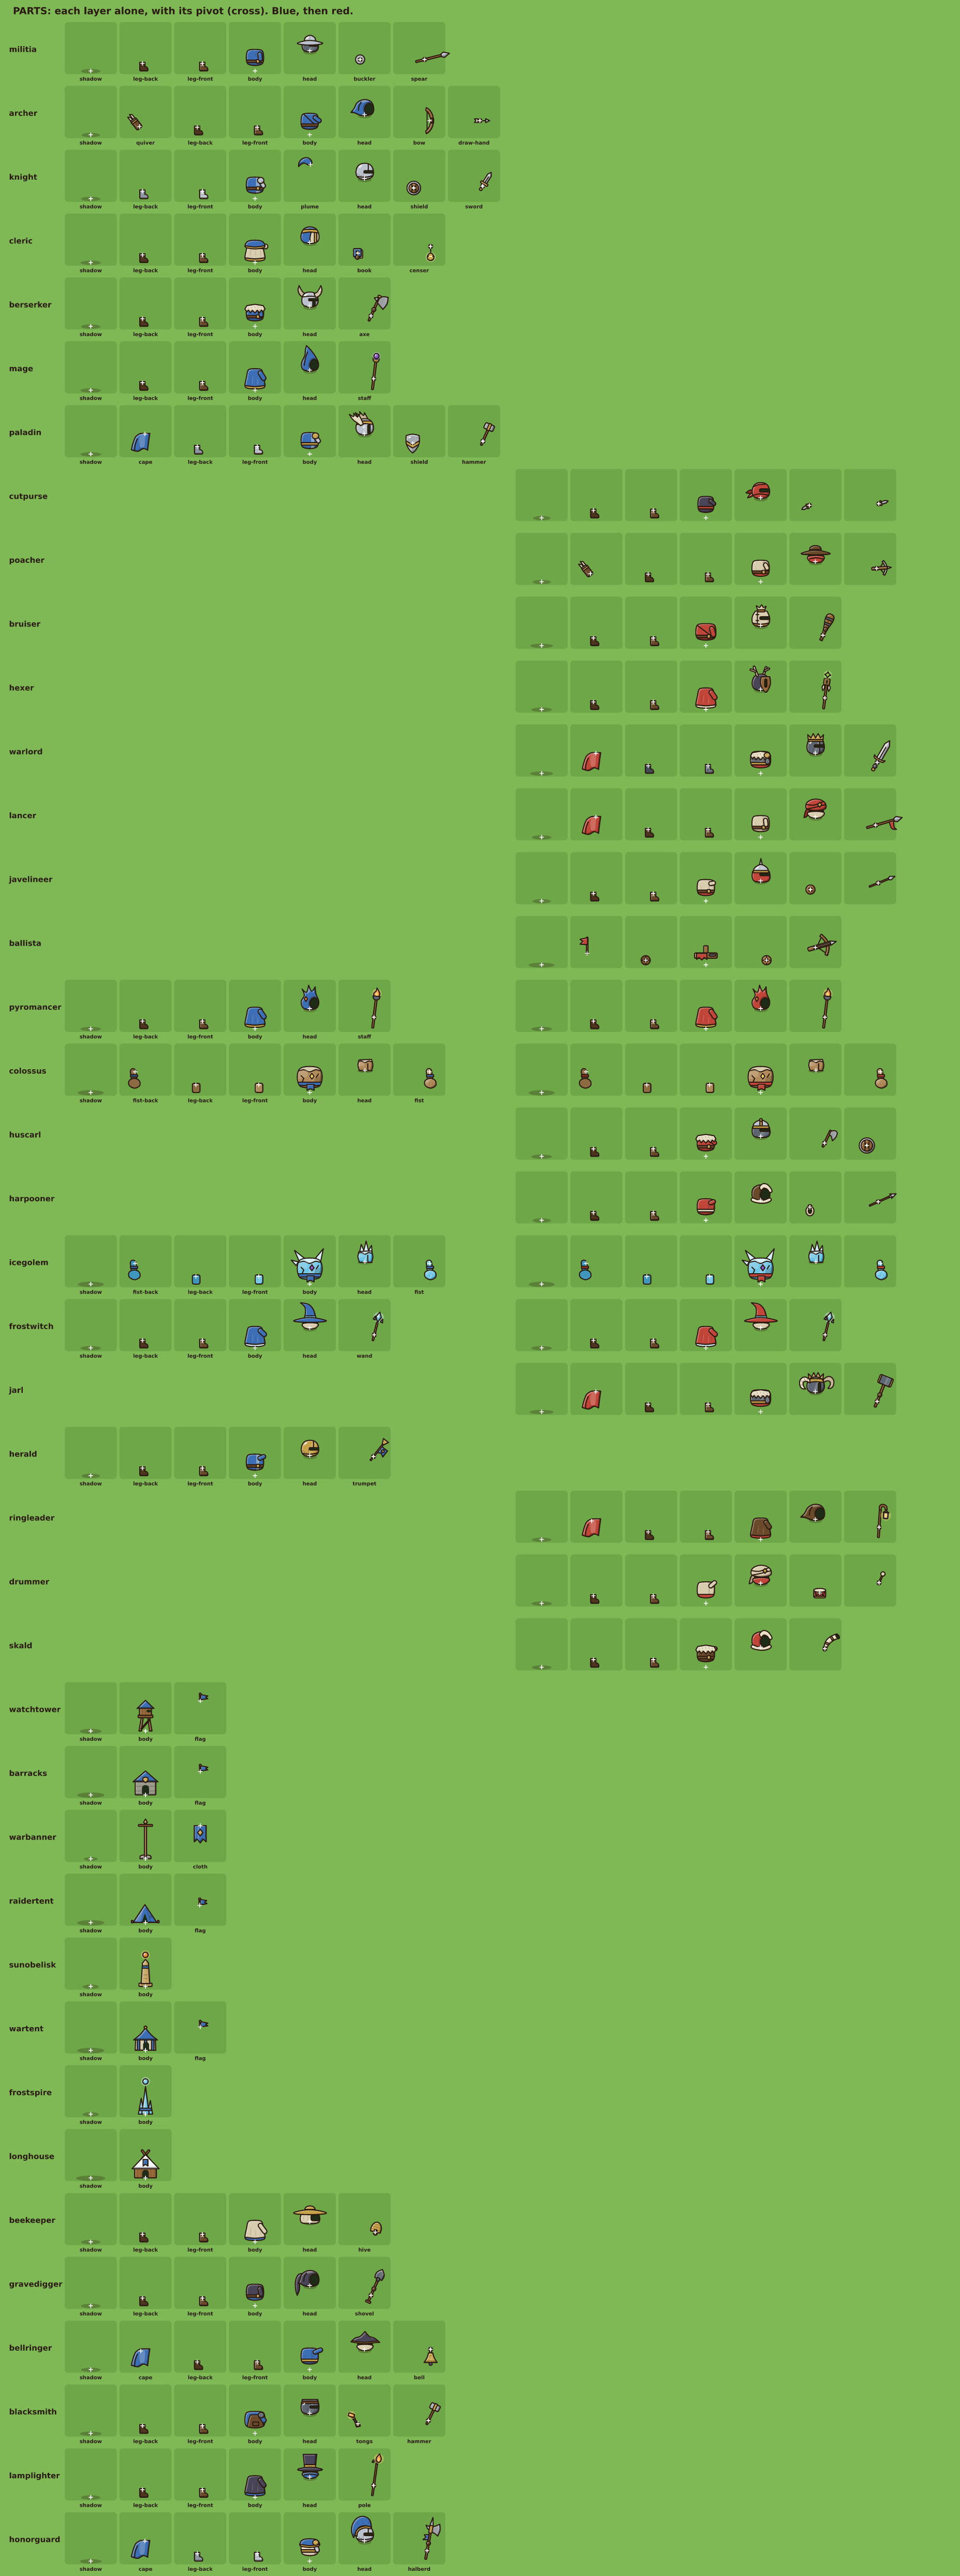 PARTS: each layer alone, with its pivot (cross). Blue, then red.
militia
shadow leg-back leg-front body head buckler spear
archer
shadow quiver leg-back leg-front body head bow draw-hand
knight
shadow leg-back leg-front body plume head shield sword
cleric
shadow leg-back leg-front body head book censer
berserker
shadow leg-back leg-front body head axe
mage
shadow leg-back leg-front body head staff
paladin
shadow cape leg-back leg-front body head shield hammer
cutpurse
poacher
bruiser
hexer
warlord
lancer
javelineer
ballista
pyromancer
shadow leg-back leg-front body head staff
colossus
shadow fist-back leg-back leg-front body head fist
huscarl
harpooner
icegolem
shadow fist-back leg-back leg-front body head fist
frostwitch
shadow leg-back leg-front body head wand
jarl
herald
shadow leg-back leg-front body head trumpet
ringleader
drummer
skald
watchtower
shadow body flag
barracks
shadow body flag
warbanner
shadow body cloth
raidertent
shadow body flag
sunobelisk
shadow body
wartent
shadow body flag
frostspire
shadow body
longhouse
shadow body
beekeeper
shadow leg-back leg-front body head hive
gravedigger
shadow leg-back leg-front body head shovel
bellringer
shadow cape leg-back leg-front body head bell
blacksmith
shadow leg-back leg-front body head tongs hammer
lamplighter
shadow leg-back leg-front body head pole
honorguard
shadow cape leg-back leg-front body head halberd